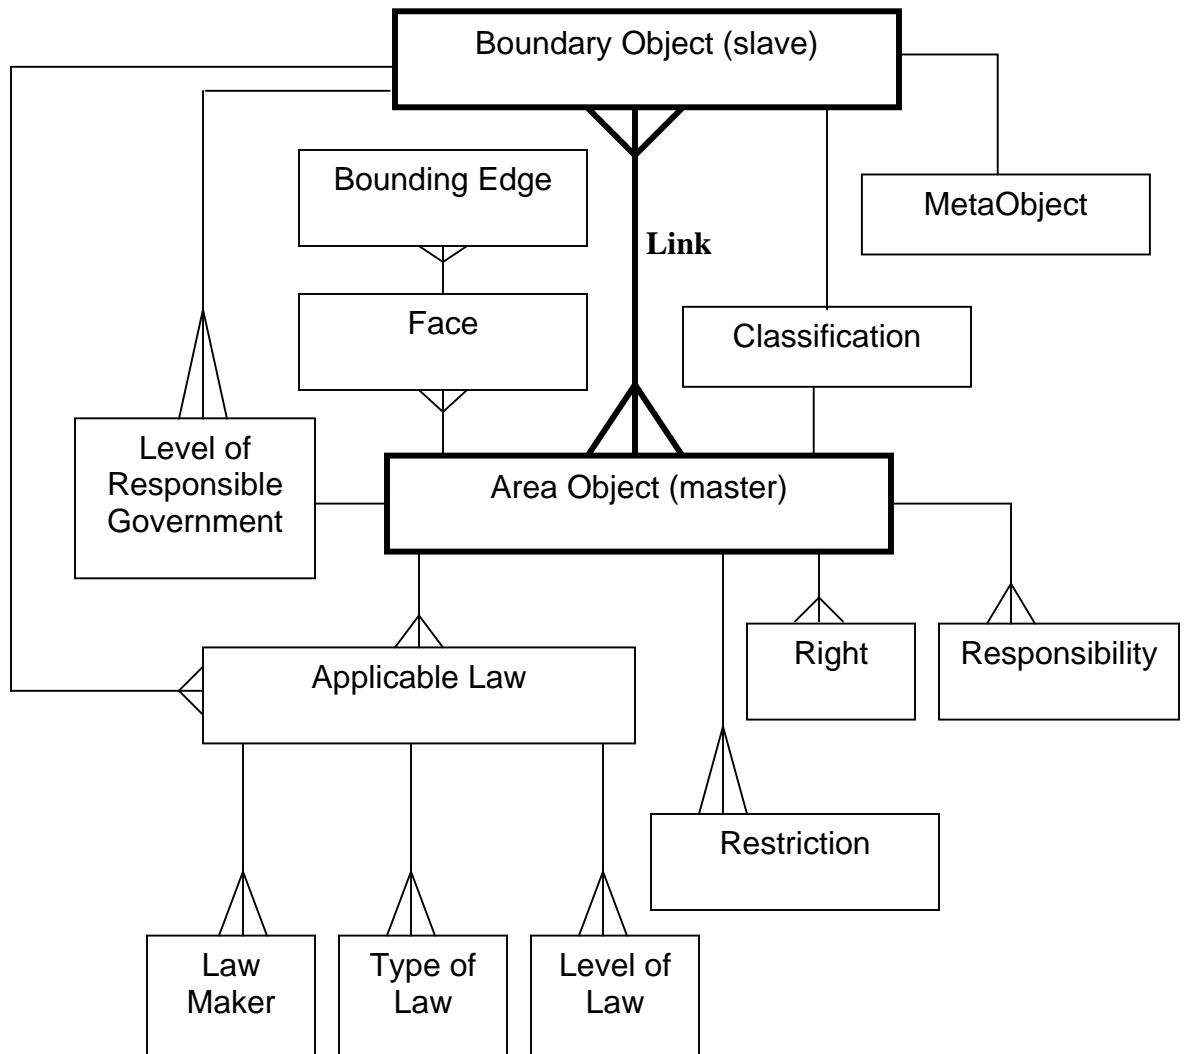 Boundary Object (slave)
Bounding Edge
MetaObject
Link
Face
Classification
Level of
Responsible
Government
Area Object (master)
Applicable Law
Right
Responsibility
Restriction
Law
Maker
Type of
Law
Level of
Law